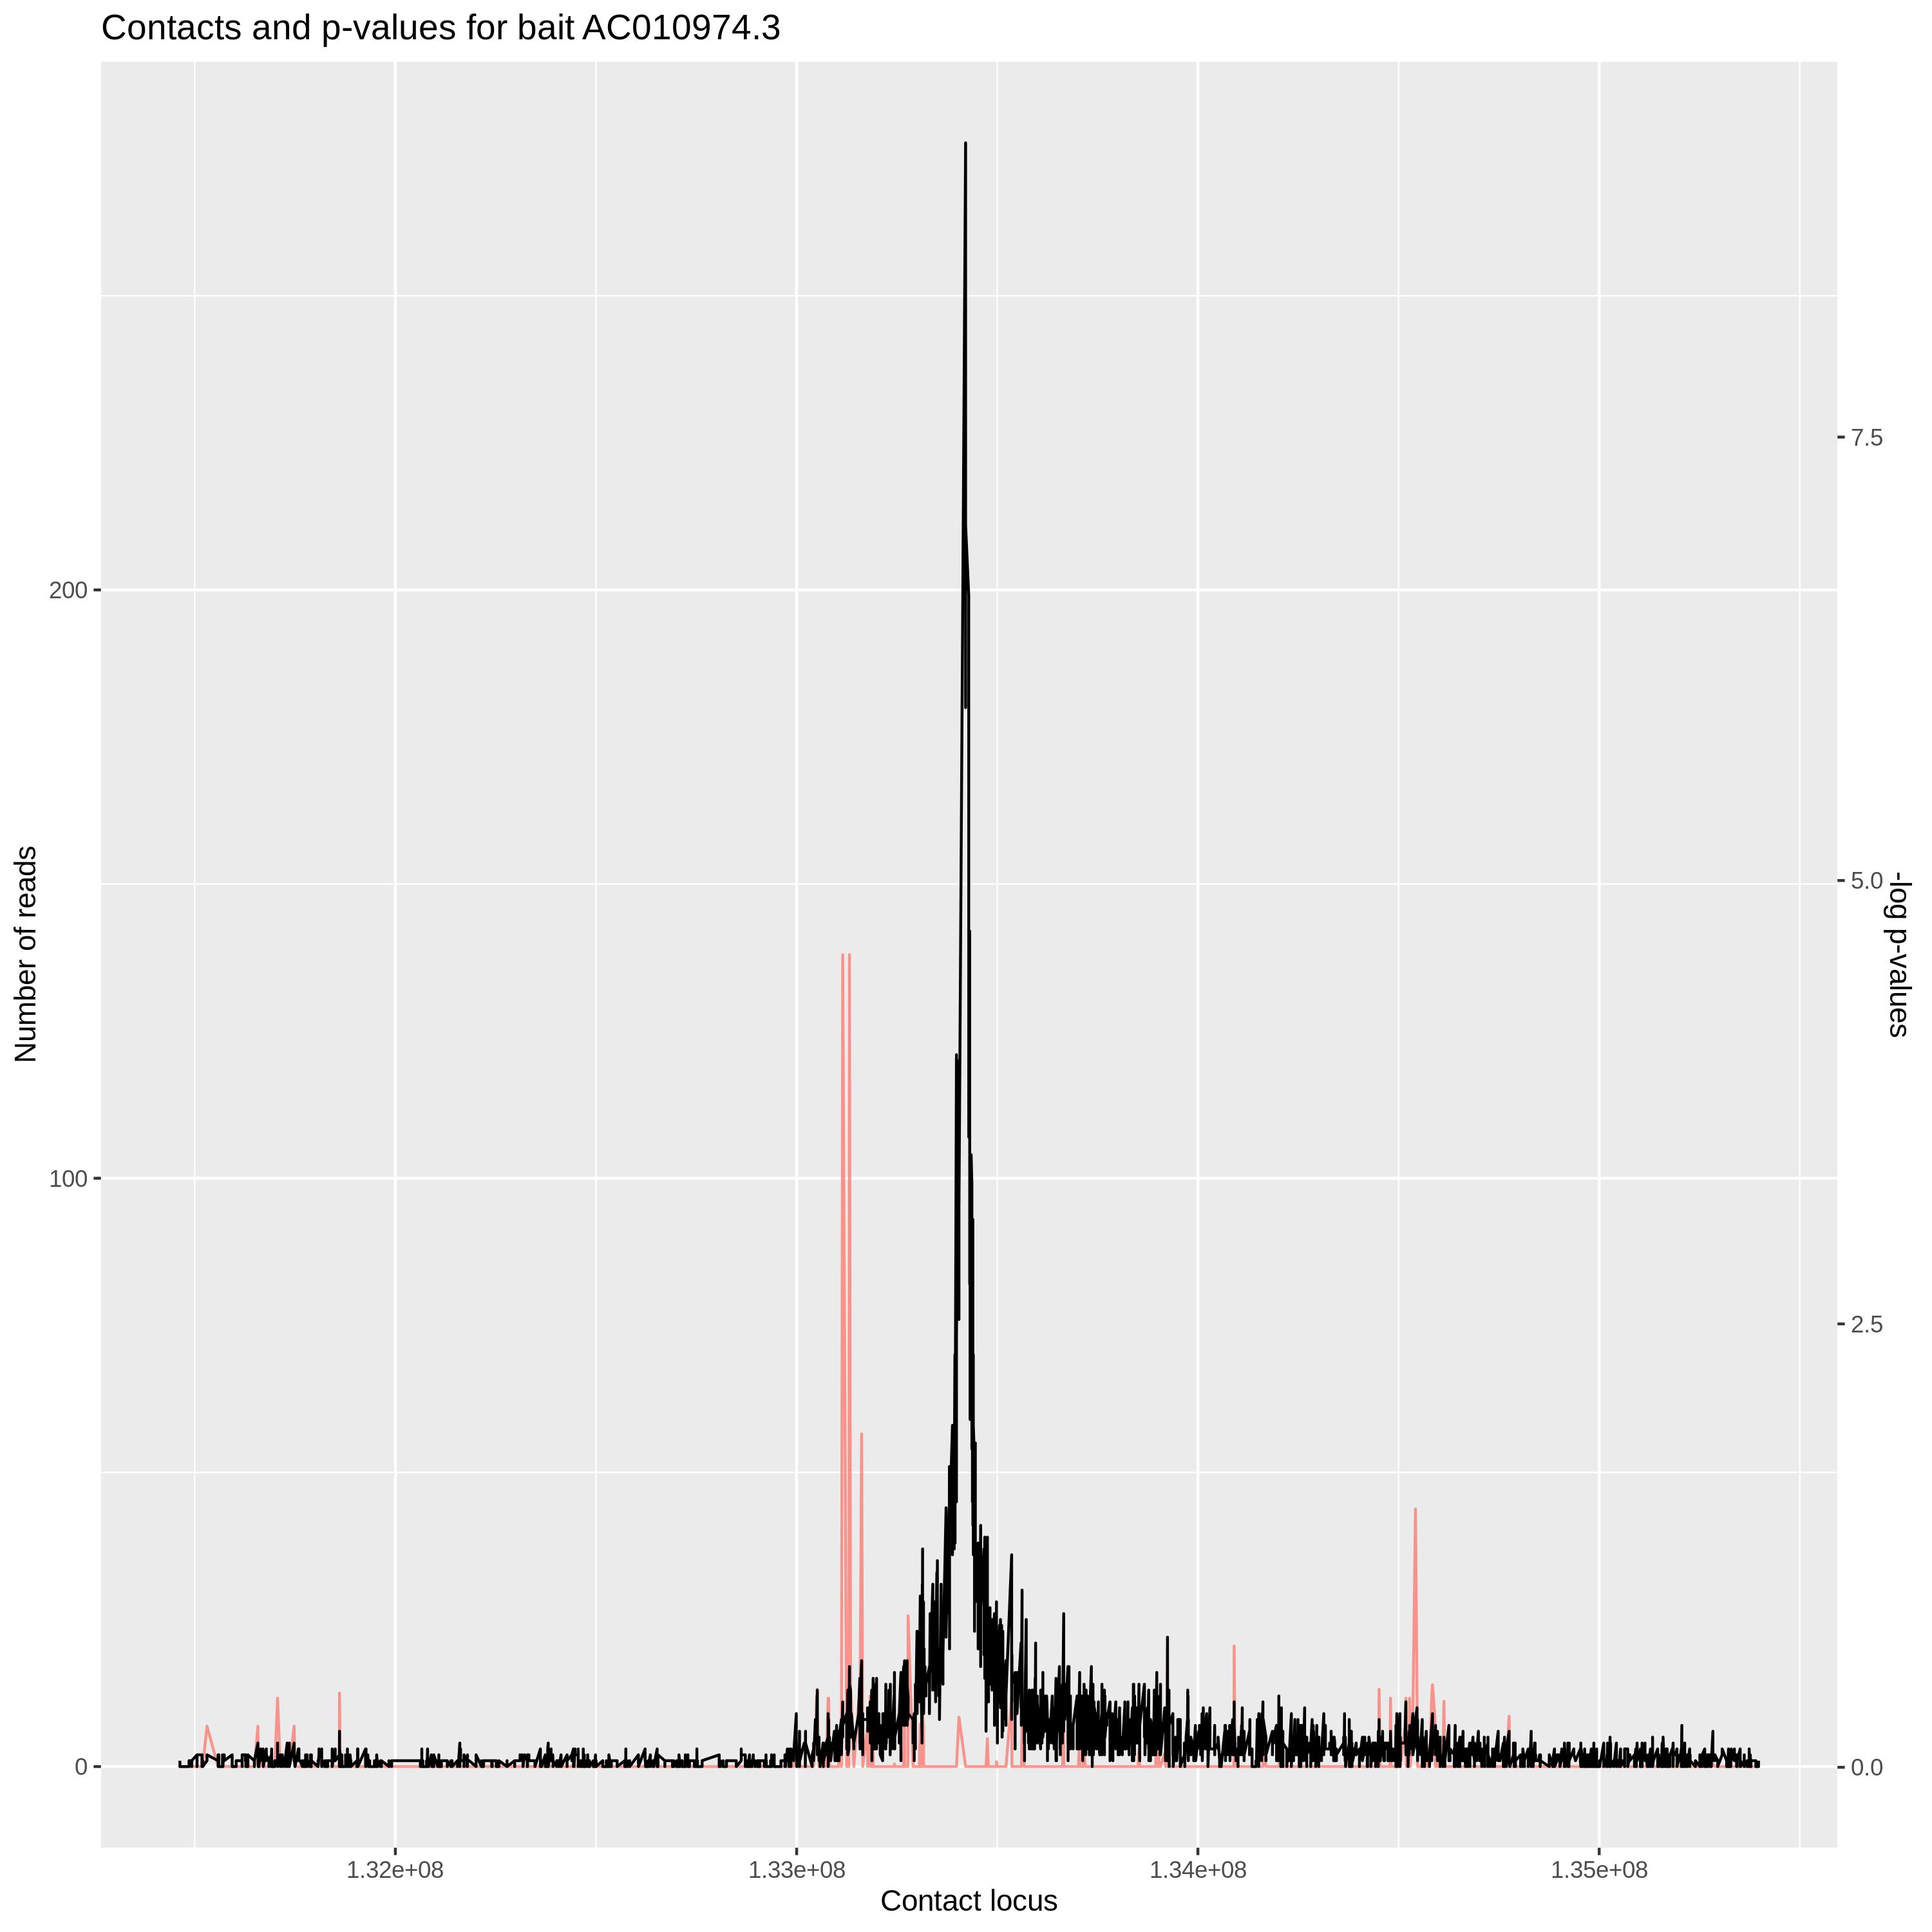 Contacts and p-values for bait AC010974.3
Number of reads
200
100
0
7.5
5.0
2.5
0.0
-log p-values
1.32e+08
1.33e+08
1.34e+08
1.35e+08
Contact locus